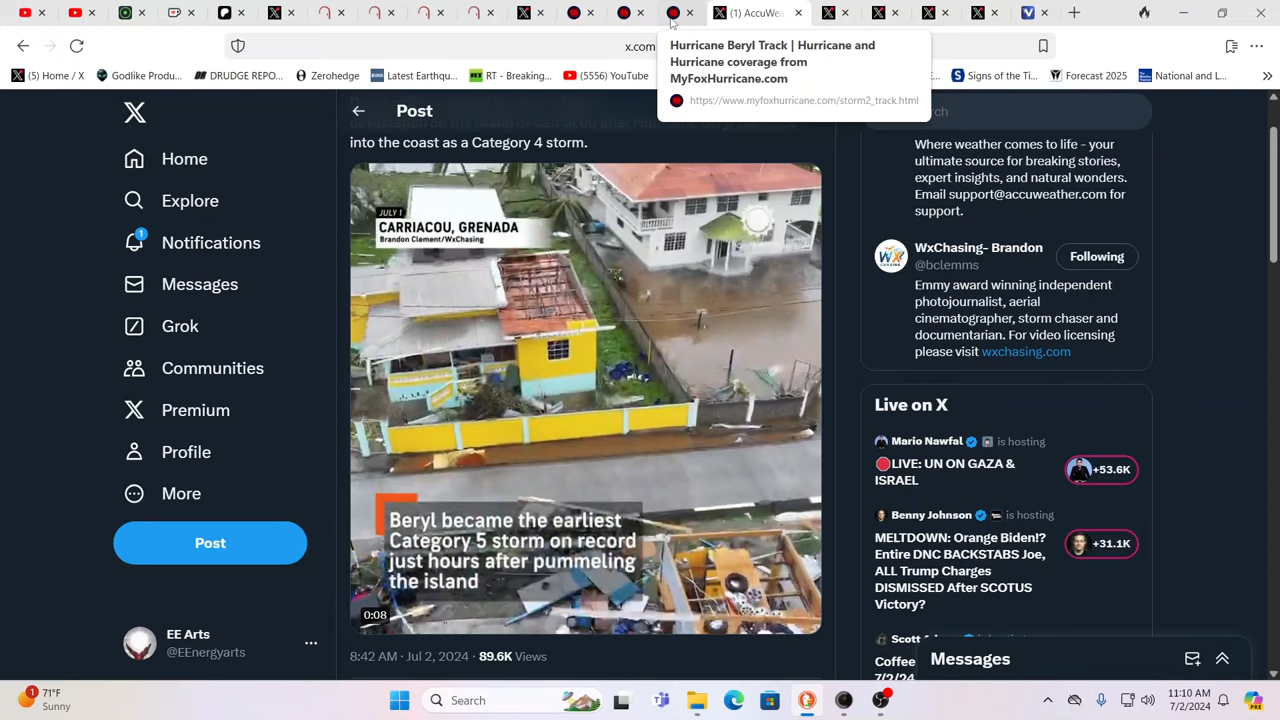 (1) AccuWea
x.com
(5) Home / X
Godlike Produ...
DRUDGE REPO...
Zerohedge
Latest Earthqu...
RT - Breaking...
(5556) YouTube
Signs of the Ti...
Forecast 2025
National and L...
Hurricane Beryl Track | Hurricane and
Hurricane coverage from
MyFoxHurricane.com
https://www.myfoxhurricane.com/storm2_track.html
Home
Explore
1
Notifications
Messages
Grok
Communities
Premium
Profile
More
Post
EE Arts
@EEnergyarts
Post
into the coast as a Category 4 storm.
JULY 1
CARRIACOU, GRENADA
Brandon Clement/WxChasing
Beryl became the earliest
Category 5 storm on record
just hours after pummeling
the island
0:08
8:42 AM · Jul 2, 2024 · 89.6K Views
rch
Where weather comes to life – your
ultimate source for breaking stories,
expert insights, and natural wonders.
Email support@accuweather.com for
support.
WxChasing– Brandon
@bclemms
Following
Emmy award winning independent
photojournalist, aerial
cinematographer, storm chaser and
documentarian. For video licensing
please visit wxchasing.com
Live on X
Mario Nawfal is hosting
LIVE: UN ON GAZA &
ISRAEL
+53.6K
Benny Johnson is hosting
MELTDOWN: Orange Biden!?
Entire DNC BACKSTABS Joe,
ALL Trump Charges
DISMISSED After SCOTUS
Victory?
+31.1K
Coffee
7/2/24
Messages
1
71°F
Sunny
Search
11:10 AM
7/2/2024
PRE